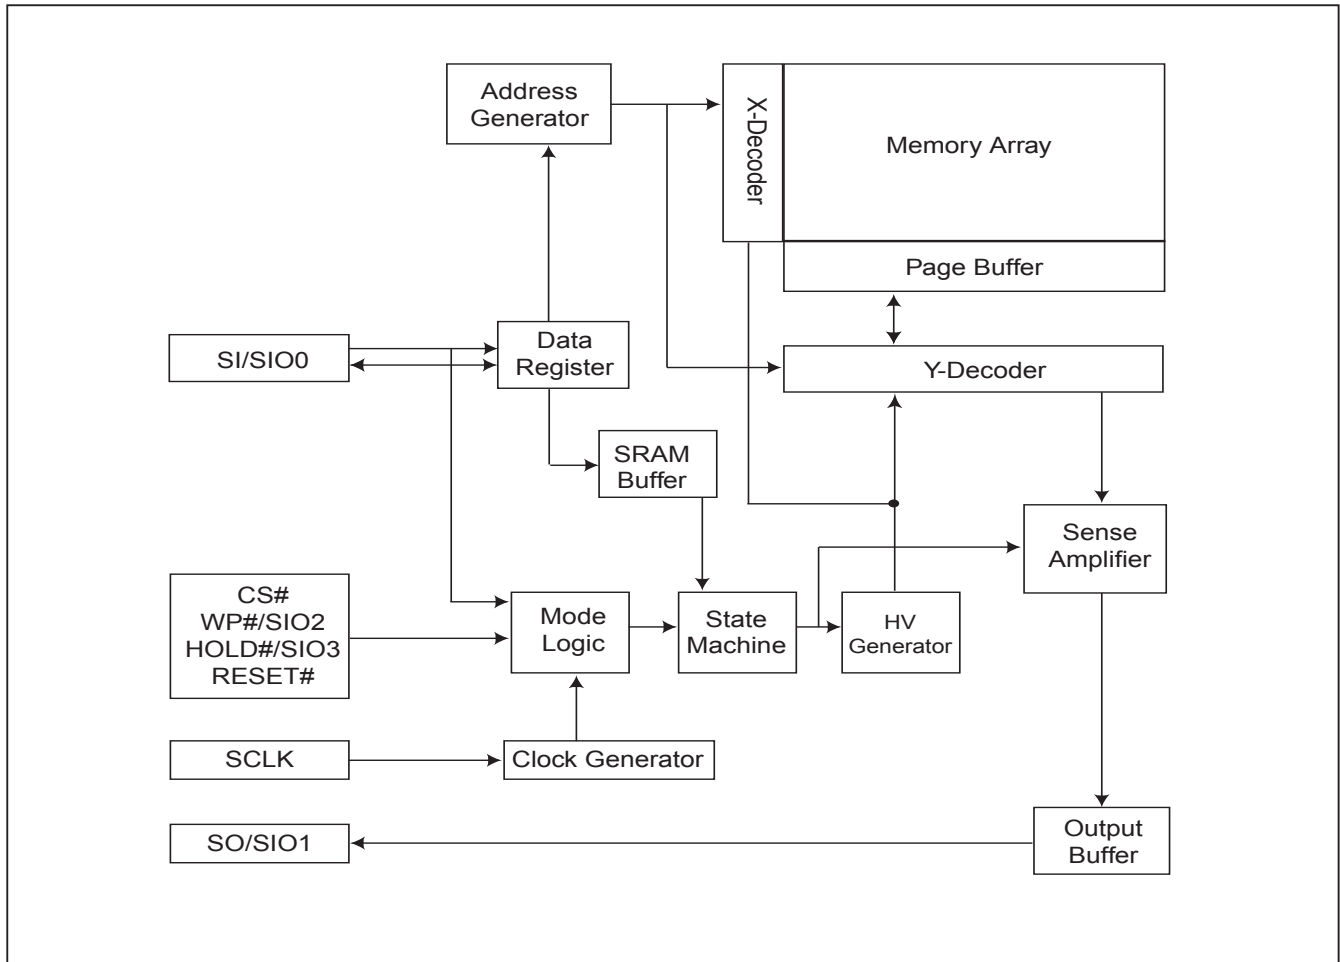 Address
Generator
X-Decoder
Memory Array
Page Buffer
SI/SIO0
Data
Register
Y-Decoder
SRAM
Buffer
Sense
Amplifier
CS#
WP#/SIO2
HOLD#/SIO3
RESET#
Mode
Logic
State
Machine
HV
Generator
SCLK
Clock Generator
SO/SIO1
Output
Buffer